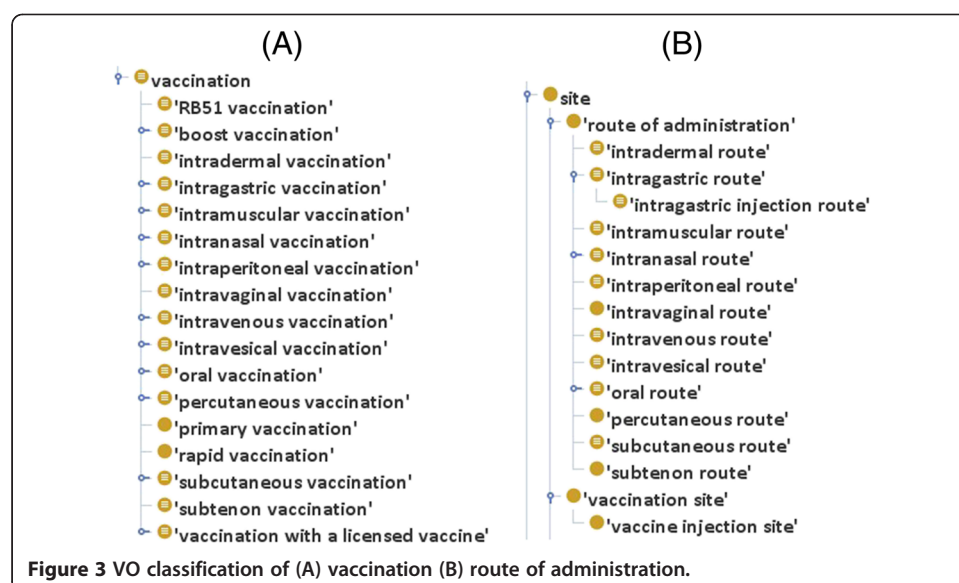 (A)
vaccination
'RB51 vaccination'
'boost vaccination'
'intradermal vaccination'
'intragastric vaccination'
'intramuscular vaccination'
'intranasal vaccination'
'intraperitoneal vaccination'
'intravaginal vaccination'
'intravenous vaccination'
'intravesical vaccination'
'oral vaccination'
'percutaneous vaccination'
'primary vaccination'
'rapid vaccination'
'subcutaneous vaccination'
'subtenon vaccination'
'vaccination with a licensed vaccine'
(B)
site
'route of administration'
'intradermal route'
'intragastric route'
'intragastric injection route'
'intramuscular route'
'intranasal route'
'intraperitoneal route'
'intravaginal route'
'intravenous route'
'intravesical route'
'oral route'
'percutaneous route'
'subcutaneous route'
'subtenon route'
'vaccination site'
'vaccine injection site'
Figure 3 VO classification of (A) vaccination (B) route of administration.